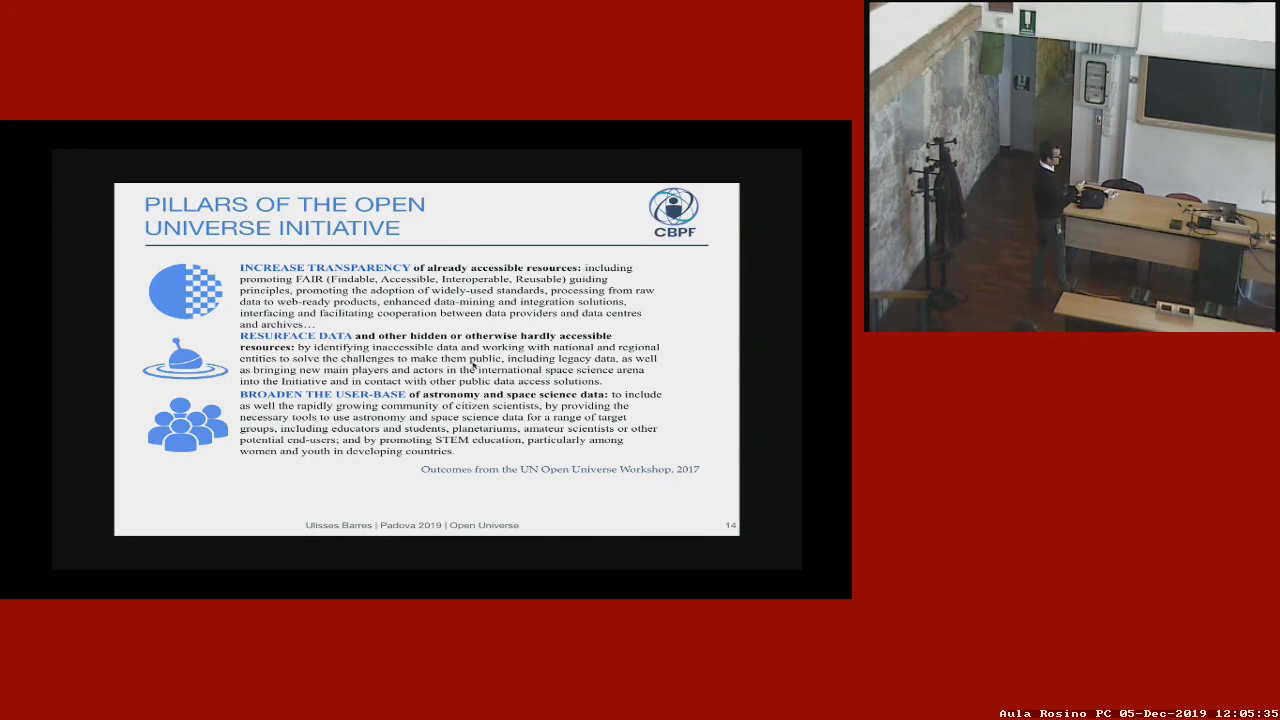 PILLARS OF THE OPEN
UNIVERSE INITIATIVE
CBPF
INCREASE TRANSPARENCY of already accessible resources: including
promoting FAIR (Findable, Accessible, Interoperable, Reusable) guiding
principles, promoting the adoption of widely-used standards, processing from raw
data to web-ready products, enhanced data-mining and integration solutions,
interfacing and facilitating cooperation between data providers and data centres
and archives…
RESURFACE DATA and other hidden or otherwise hardly accessible
resources: by identifying inaccessible data and working with national and regional
entities to solve the challenges to make them public, including legacy data, as well
as bringing new main players and actors in the international space science arena
into the Initiative and in contact with other public data access solutions.
BROADEN THE USER-BASE of astronomy and space science data: to include
as well the rapidly growing community of citizen scientists, by providing the
necessary tools to use astronomy and space science data for a range of target
groups, including educators and students, planetariums, amateur scientists or other
potential end-users; and by promoting STEM education, particularly among
women and youth in developing countries.
Outcomes from the UN Open Universe Workshop, 2017
Ulisses Barres | Padova 2019 | Open Universe
14
Aula Rosino PC 05-Dec-2019 12:05:35